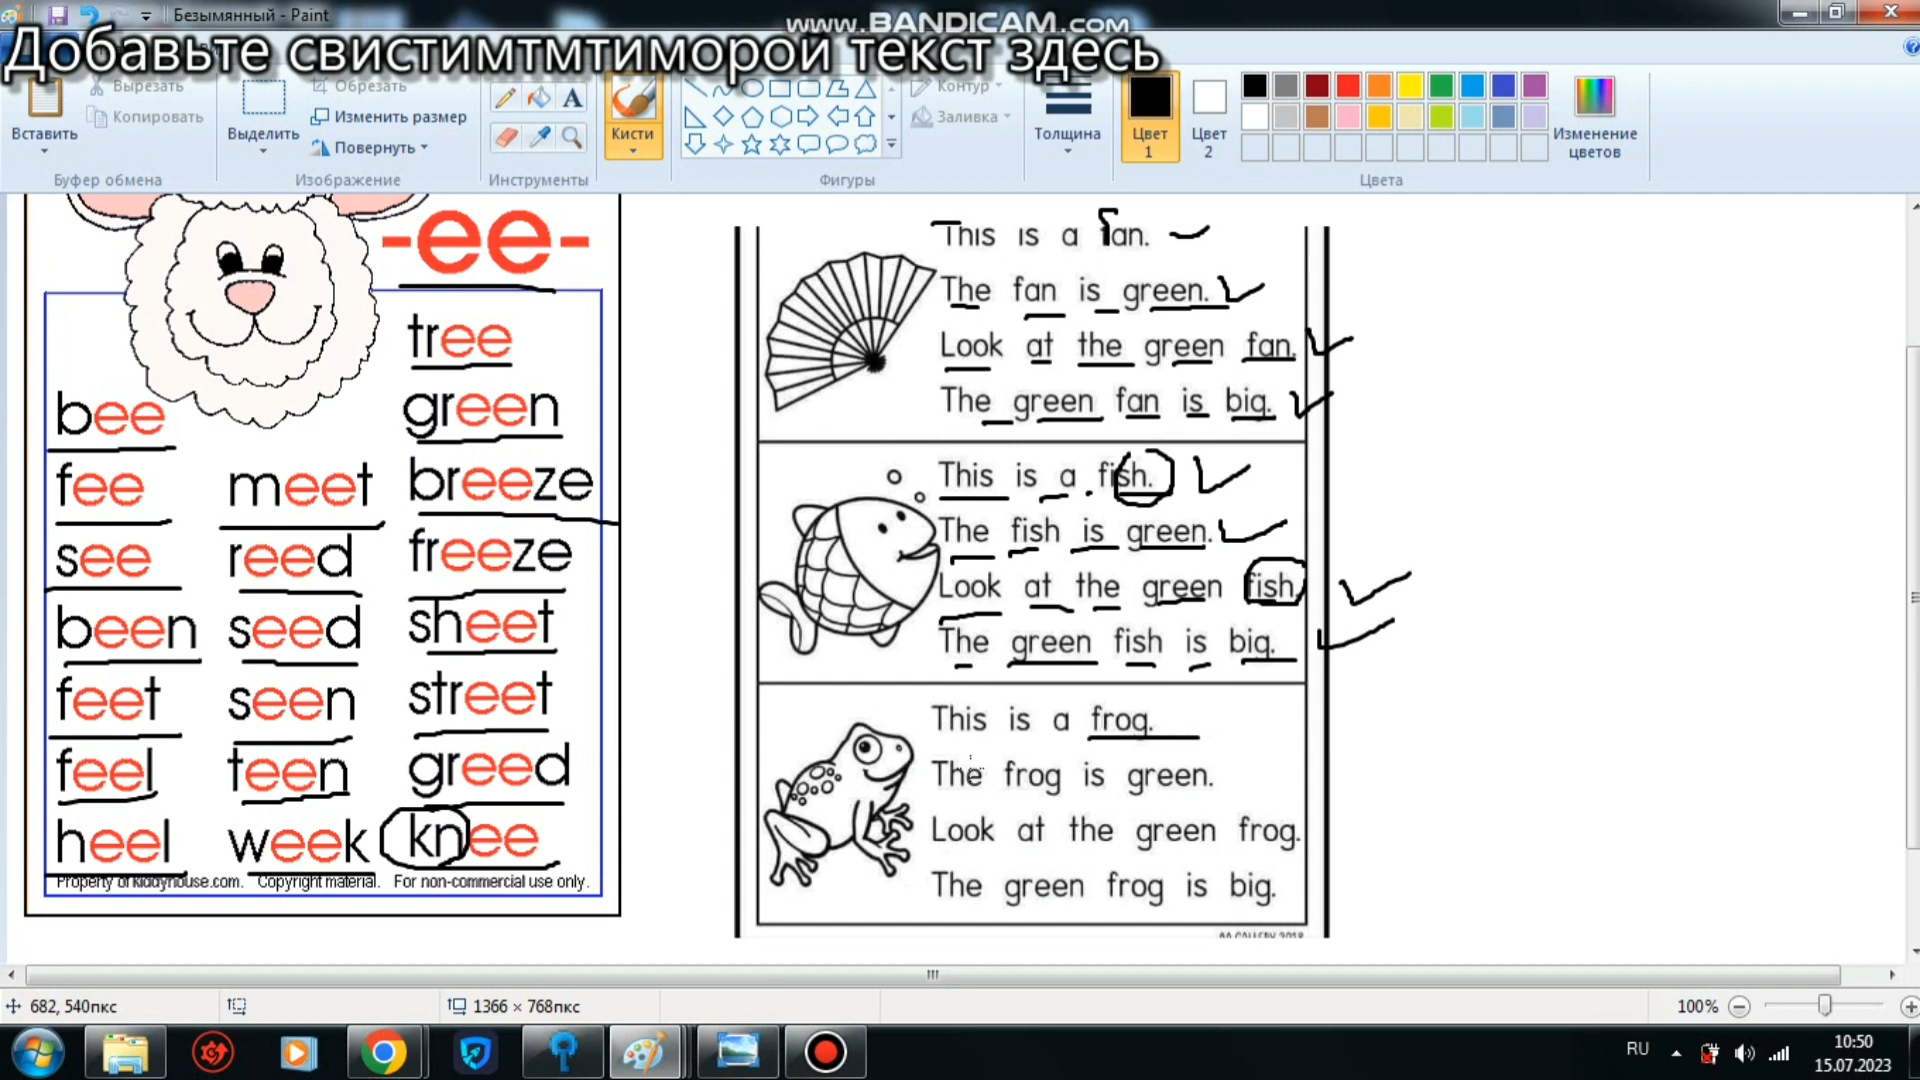 Безымянный - Paint
www.BANDICAM.com
Добавьте свистимтмтиморой текст здесь
Вставить
Вырезать
Копировать
Буфер обмена
Выделить
Обрезать
Изменить размер
Повернуть
Изображение
A
Инструменты
Кисти
Фигуры
Контур
Заливка
Толщина
Цвет 1
Цвет 2
Изменение цветов
Цвета
-ee-
tree
bee green
fee meet breeze
see reed freeze
been seed sheet
feet seen street
feel teen greed
heel week knee
Property of kiddyhouse.com. Copyright material. For non-commercial use only.
This is a fan.
The fan is green.
Look at the green fan.
The green fan is big.
This is a fish.
The fish is green.
Look at the green fish.
The green fish is big.
This is a frog.
The frog is green.
Look at the green frog.
The green frog is big.
682, 540пкс
1366 × 768пкс
100%
RU
10:50
15.07.2023